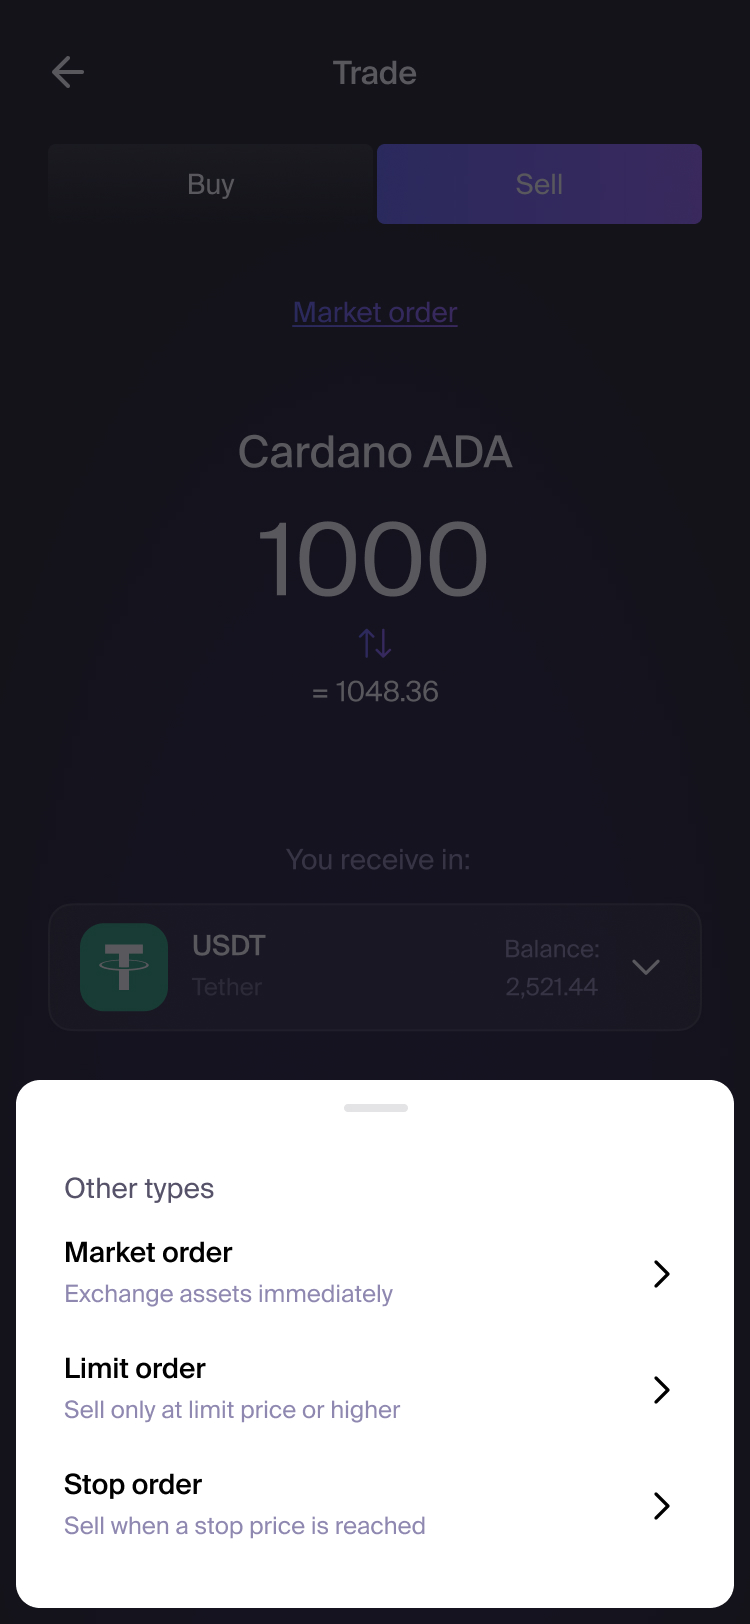 Trade
Buy
Sell
Market order
Cardano ADA
1000
= 1048.36
You receive in:
USDT
Tether
Balance:
2,521.44
Other types
Market order
Exchange assets immediately
Limit order
Sell only at limit price or higher
Stop order
Sell when a stop price is reached